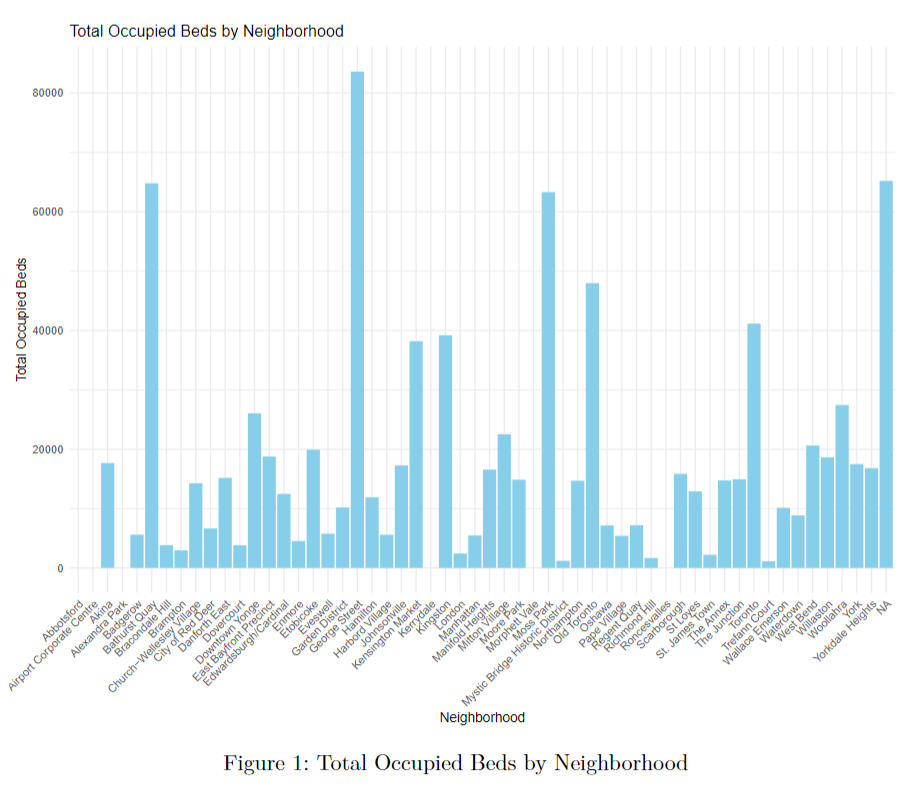 Total Occupied Beds by Neighborhood
Total Occupied Beds
80000
60000
40000
20000
0
Abbotsford
Airport Corporate Centre
Akina
Alexandra Park
Badgerow
Bathurst Quay
Bracondale Hill
Brampton
Church−Wellesley Village
City of Red Deer
Danforth East
Dovercourt
Downtown Yonge
East Bayfront Precinct
Edwardsburgh/Cardinal
Enmore
Etobicoke
Eveswell
Garden District
George Street
Hamilton
Harbord Village
Johnsonville
Kensington Market
Kerrydale
Kingston
London
Manhattan
Manifold Heights
Milton Village
Moore Park
Morphett Vale
Moss Park
Mystic Bridge Historic District
Northampton
Old Toronto
Oshawa
Pape Village
Regent Quay
Richmond Hill
Roncesvalles
Scarborough
St Loyes
St. James Town
The Annex
The Junction
Toronto
Trefann Court
Wallace Emerson
Waterdown
West Bend
Williston
Woollahra
York
Yorkdale Heights
NA
Neighborhood
Figure 1: Total Occupied Beds by Neighborhood